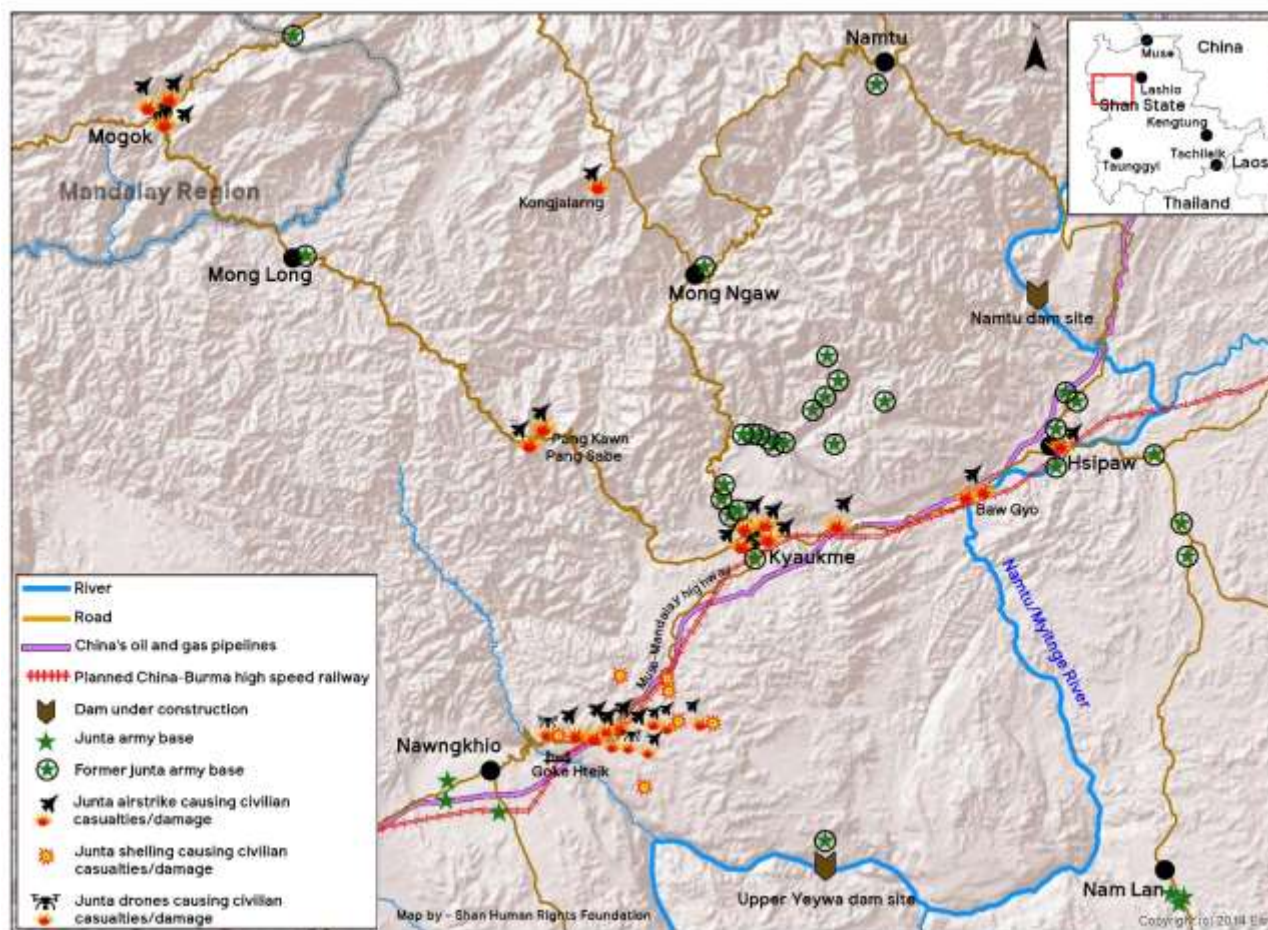 Namtu
Muse
China
Lashio
Shan State
Kengtung
Tachileik
Laos
Taunggyi
Thailand
Mogok
Mandalay Region
Kongjalarng
Mong Long
Mong Ngaw
Namtu dam site
Pang Kawn
Pang Sabe
Hsipaw
Baw Gyo
Kyaukme
Muse-Mandalay highway
Namtu/Myitnge River
Nawngkhio
Goke Hteik
Upper Yeywa dam site
Nam Lan
River
Road
China's oil and gas pipelines
Planned China-Burma high speed railway
Dam under construction
Junta army base
Former junta army base
Junta airstrike causing civilian
casualties/damage
Junta shelling causing civilian
casualties/damage
Junta drones causing civilian
casualties/damage
Map by - Shan Human Rights Foundation
Copyright (c) 2014